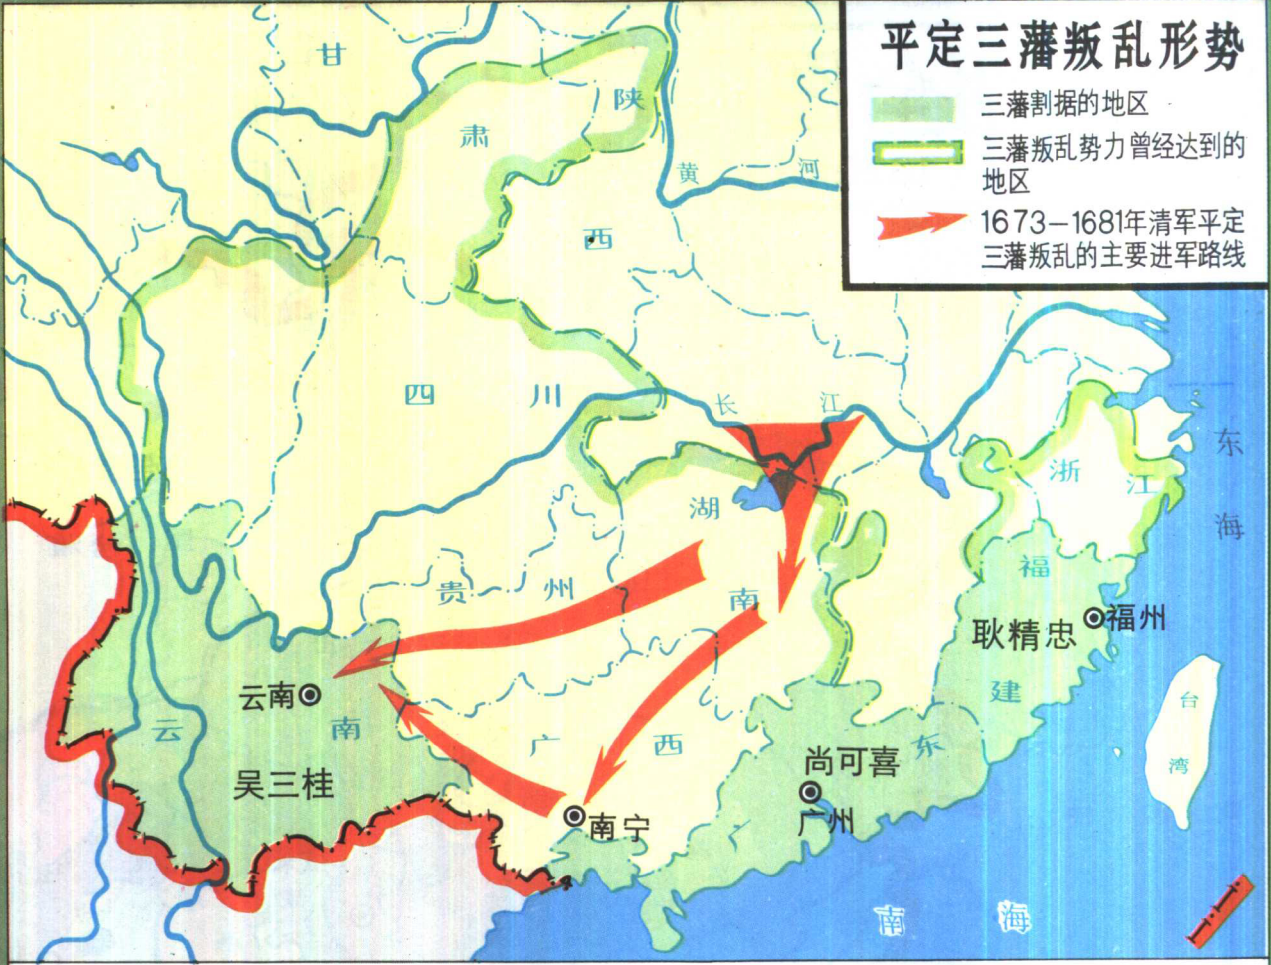 平定三藩叛乱形势
三藩割据的地区
三藩叛乱势力曾经达到的
地区
1673-1681年清军平定
三藩叛乱的主要进军路线
甘
肃
陕
西
黄 河
四 川
长 江
东
海
浙
江
湖
南
贵 州
福
建
福州
耿精忠
云南
云 南
吴三桂
广 西
南宁
尚可喜
东
广州
台
湾
南 海